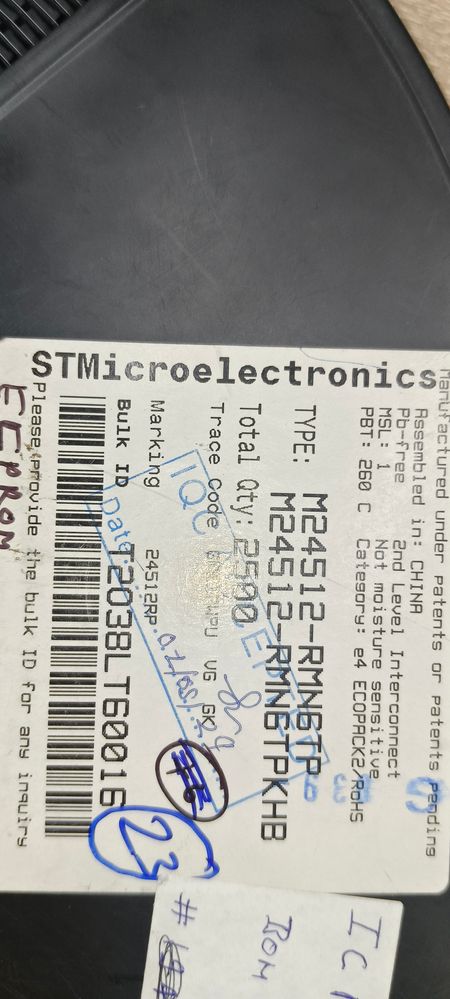 STMicroelectronics
Manufactured under patents or patents pending
Assembled in: CHINA
Pb-free 2nd Level Interconnect
MSL: 1 Not moisture sensitive
PBT: 260 C Category: e4 ECOPACK2/RoHS
TYPE: M24512-RMN6TP
M24512-RMN6TPKHB
Total Qty: 2500
Trace Code VG
Marking 24512RP
Bulk ID T2038LT60016
Please provide the bulk ID for any inquiry
EEPROM
IQC
Date
23
IC
ROM
#